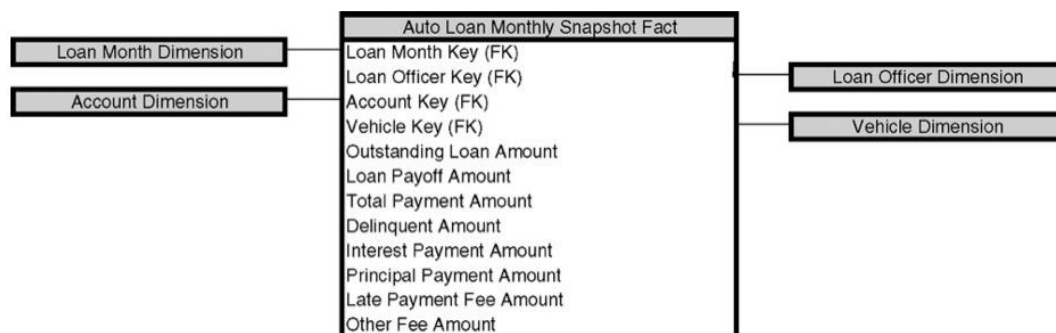 Auto Loan Monthly Snapshot Fact
Loan Month Dimension
Account Dimension
Loan Month Key (FK)
Loan Officer Key (FK)
Account Key (FK)
Vehicle Key (FK)
Outstanding Loan Amount
Loan Payoff Amount
Total Payment Amount
Delinquent Amount
Interest Payment Amount
Principal Payment Amount
Late Payment Fee Amount
Other Fee Amount
Loan Officer Dimension
Vehicle Dimension